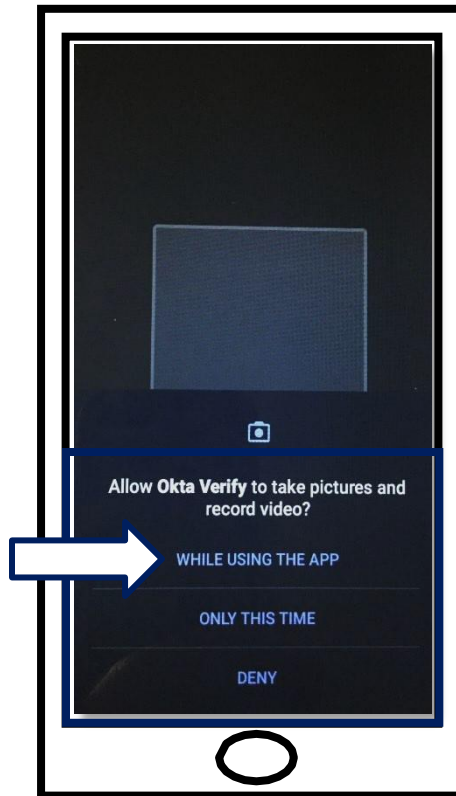 Allow Okta Verify to take pictures and
record video?
WHILE USING THE APP
ONLY THIS TIME
DENY